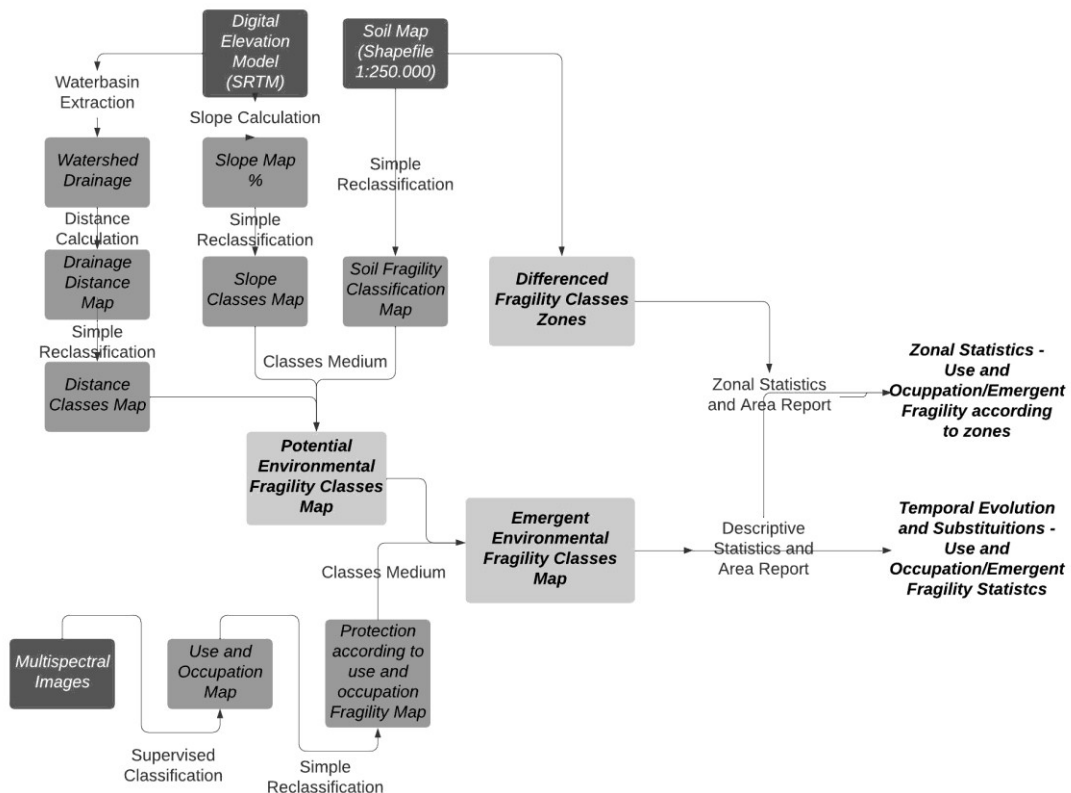 Digital
Elevation
Model
(SRTM)
Soil Map
(Shapefile
1:250.000)
Waterbasin
Extraction
Slope Calculation
Watershed
Drainage
Slope Map
%
Simple
Reclassification
Distance
Calculation
Simple
Reclassification
Drainage
Distance
Map
Slope
Classes Map
Soil Fragility
Classification
Map
Differenced
Fragility Classes
Zones
Simple
Reclassification
Classes Medium
Distance
Classes Map
Zonal Statistics
and Area Report
Zonal Statistics -
Use and
Ocuppation/Emergent
Fragility according
to zones
Potential
Environmental
Fragility Classes
Map
Emergent
Environmental
Fragility Classes
Map
Descriptive
Statistics and
Area Report
Temporal Evolution
and Substituitions -
Use and
Occupation/Emergent
Fragility Statistcs
Classes Medium
Multispectral
Images
Use and
Occupation
Map
Protection
according to
use and
occupation
Fragility Map
Supervised
Classification
Simple
Reclassification